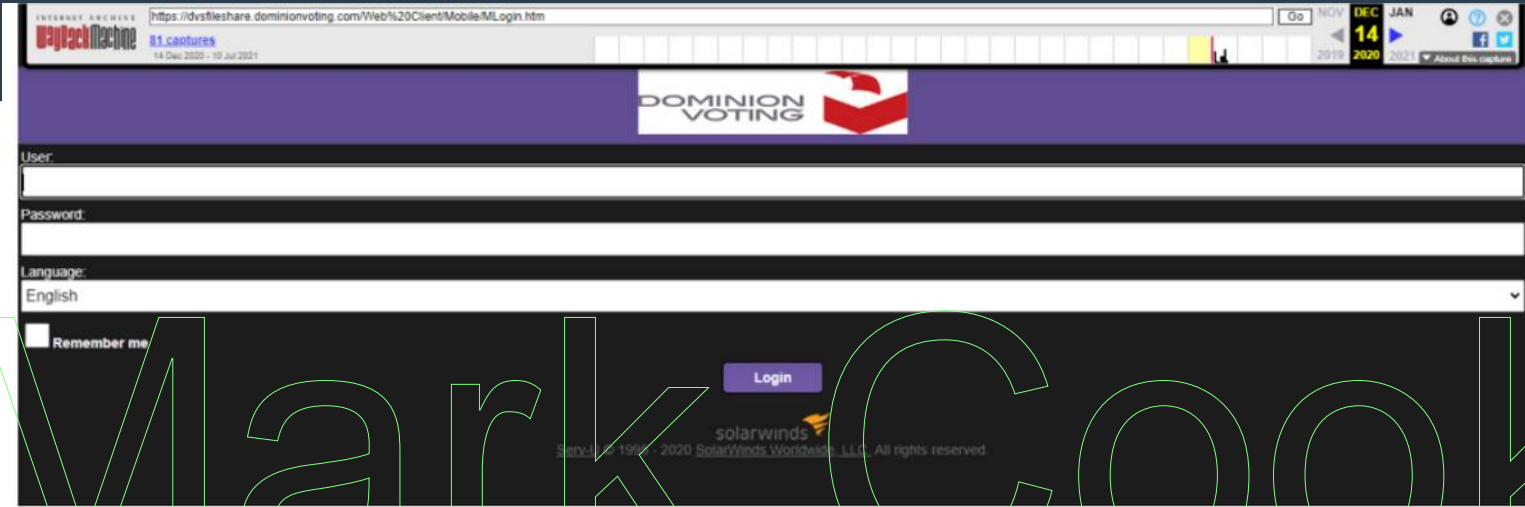 INTERNET ARCHIVE
WayBackMachine
https://dvsfileshare.dominionvoting.com/Web%20Client/Mobile/MLogin.htm
Go
NOV DEC JAN
81 captures
14
14 Dec 2020 - 10 Jul 2021
2019 2020 2021
About this capture
DOMINION
VOTING
User:
Password:
Language:
English
Remember me
Login
solarwinds
Serv-U © 1998 - 2020 SolarWinds Worldwide, LLC. All rights reserved.
Mark Cook